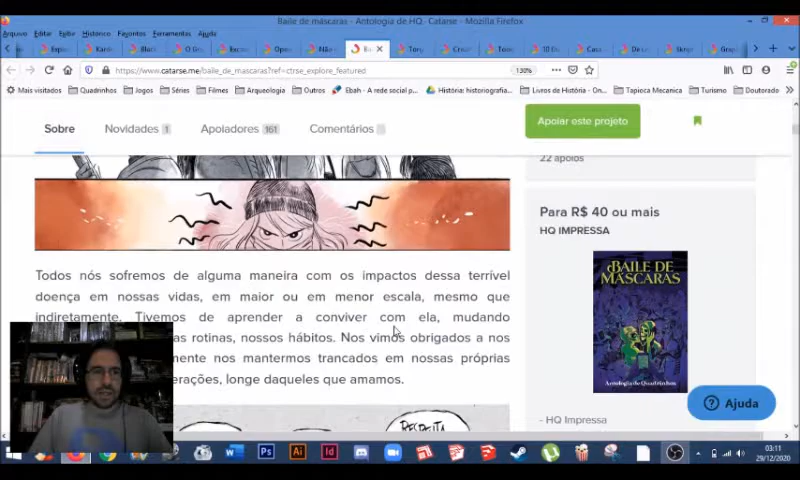 Baile de máscaras - Antologia de HQ · Catarse - Mozilla Firefox
Arquivo Editar Exibir Histórico Favoritos Ferramentas Ajuda
https://www.catarse.me/baile_de_mascaras?ref=ctrse_explore_featured
130%
Mais visitados Quadrinhos Jogos Séries Filmes Arqueologia Outros Ebah - A rede social p... História: historiografia... Livros de História - On... Tapioca Mecanica Turismo Doutorado
Sobre Novidades 1 Apoiadores 161 Comentários
Apoiar este projeto
22 apoios
Para R$ 40 ou mais
HQ IMPRESSA
BAILE DE
MÁSCARAS
Antologia de Quadrinhos
- HQ Impressa
Todos nós sofremos de alguma maneira com os impactos dessa terrível
doença em nossas vidas, em maior ou em menor escala, mesmo que
indiretamente. Tivemos de aprender a conviver com ela, mudando
as rotinas, nossos hábitos. Nos vimos obrigados a nos
mente nos mantermos trancados em nossas próprias
erações, longe daqueles que amamos.
RESPEITA
Ajuda
03:11
29/12/2020